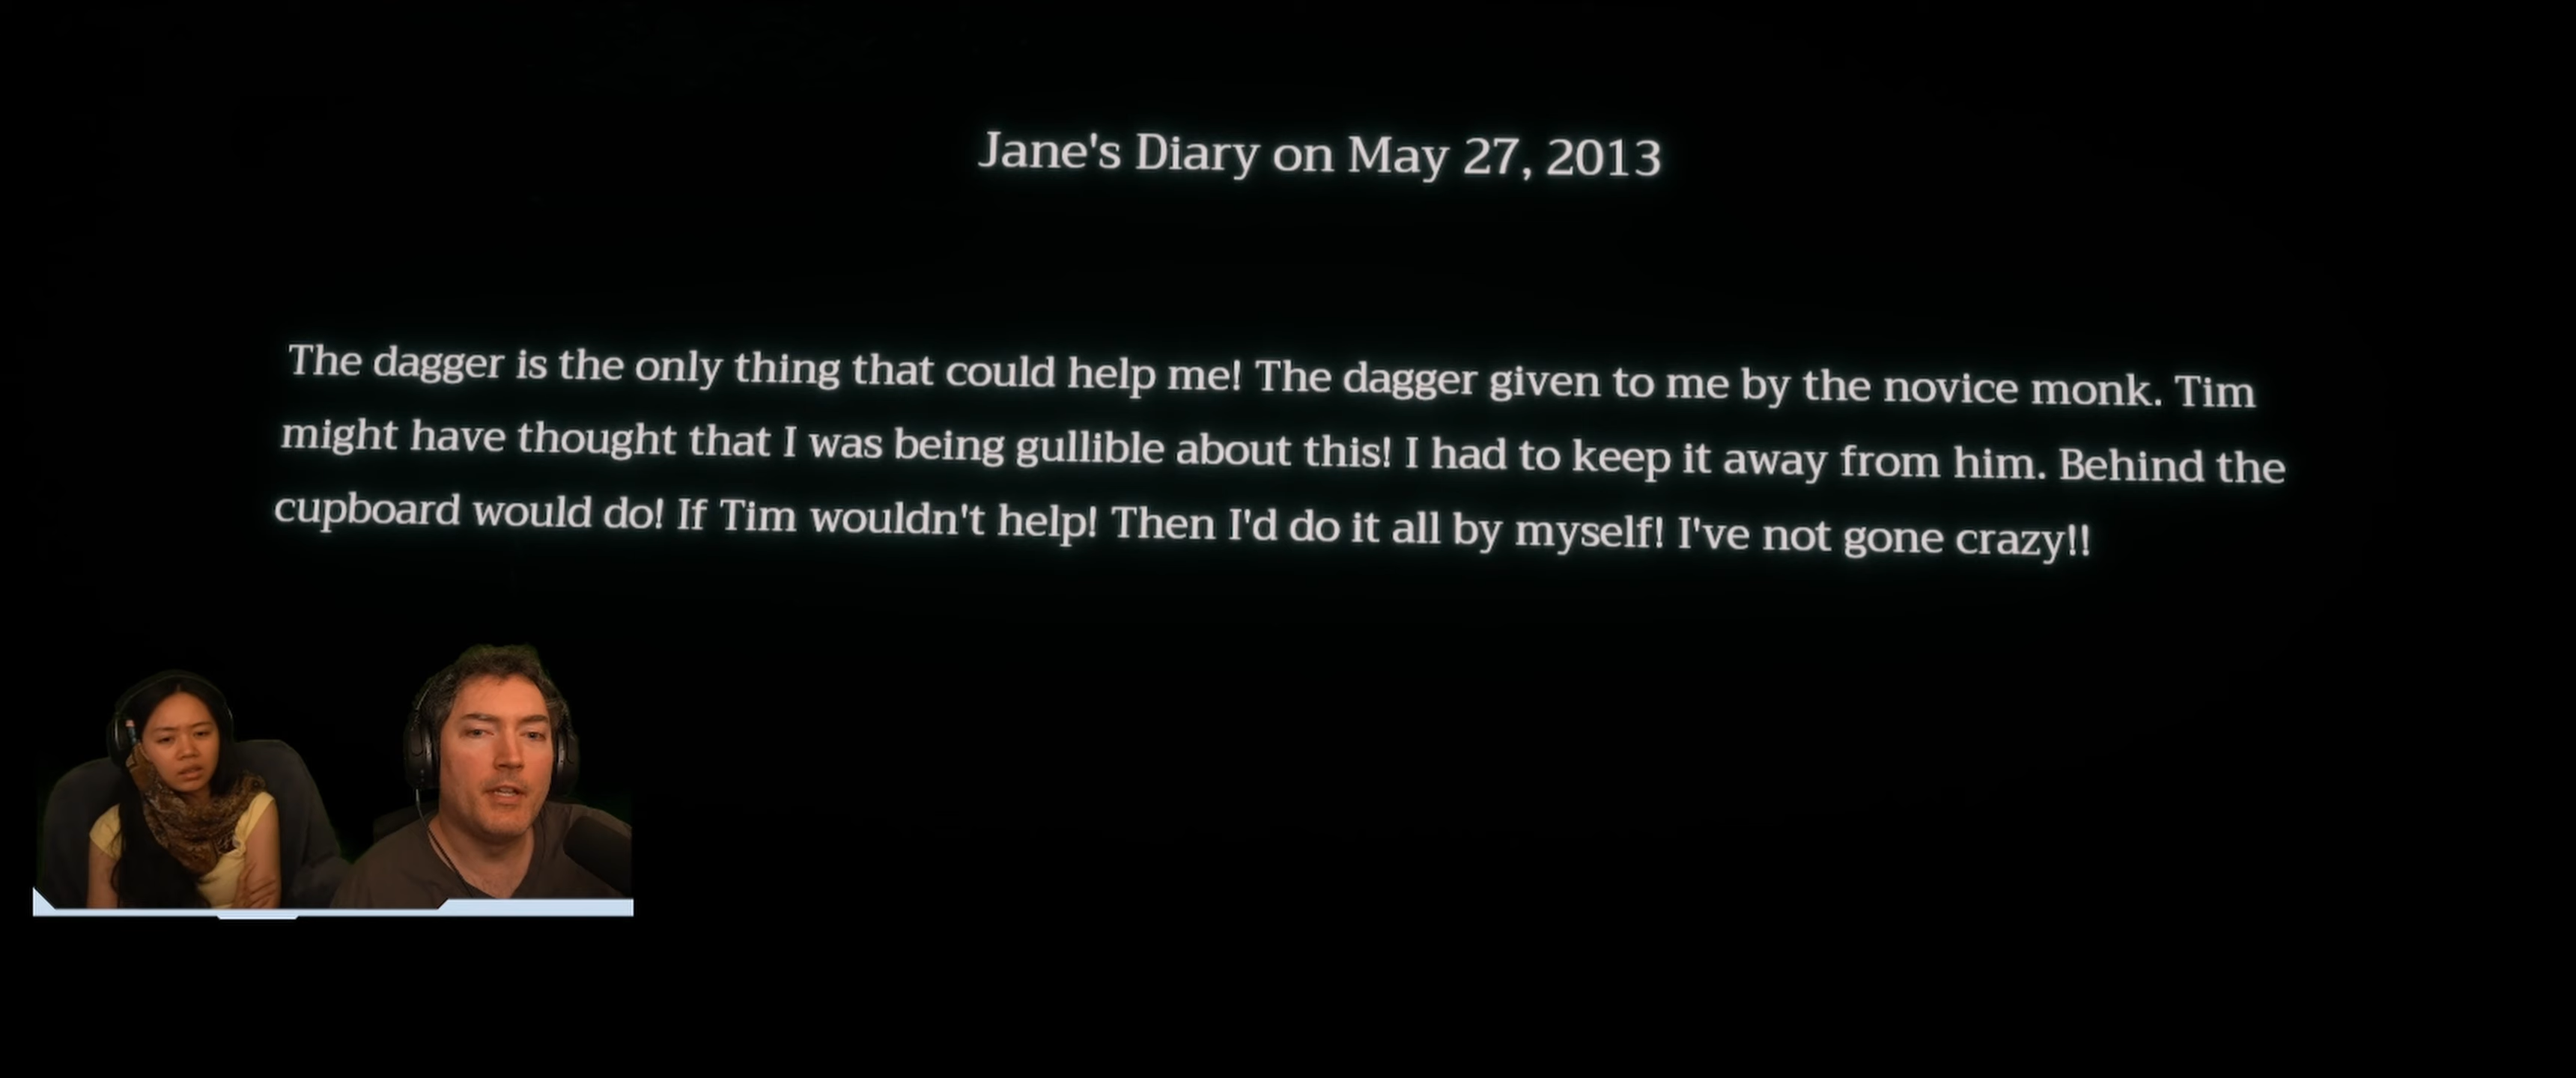 Jane's Diary on May 27, 2013
The dagger is the only thing that could help me! The dagger given to me by the novice monk. Tim
might have thought that I was being gullible about this! I had to keep it away from him. Behind the
cupboard would do! If Tim wouldn't help! Then I'd do it all by myself! I've not gone crazy!!